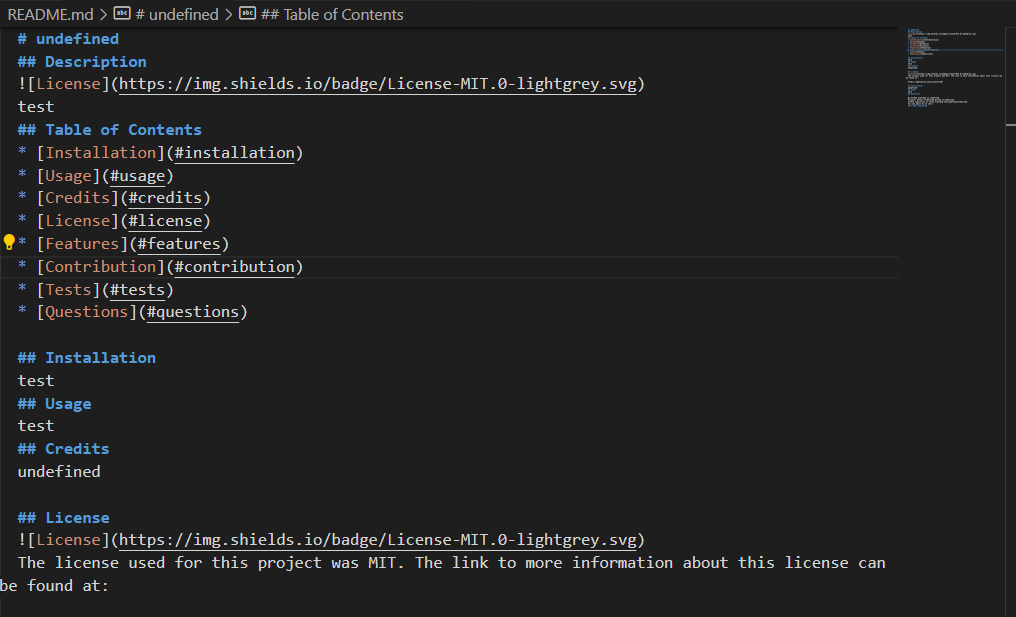 README.md > # undefined > ## Table of Contents
# undefined
## Description
![License](https://img.shields.io/badge/License-MIT.0-lightgrey.svg)
test
## Table of Contents
* [Installation](#installation)
* [Usage](#usage)
* [Credits](#credits)
* [License](#license)
* [Features](#features)
* [Contribution](#contribution)
* [Tests](#tests)
* [Questions](#questions)
## Installation
test
## Usage
test
## Credits
undefined
## License
![License](https://img.shields.io/badge/License-MIT.0-lightgrey.svg)
The license used for this project was MIT. The link to more information about this license can
be found at: